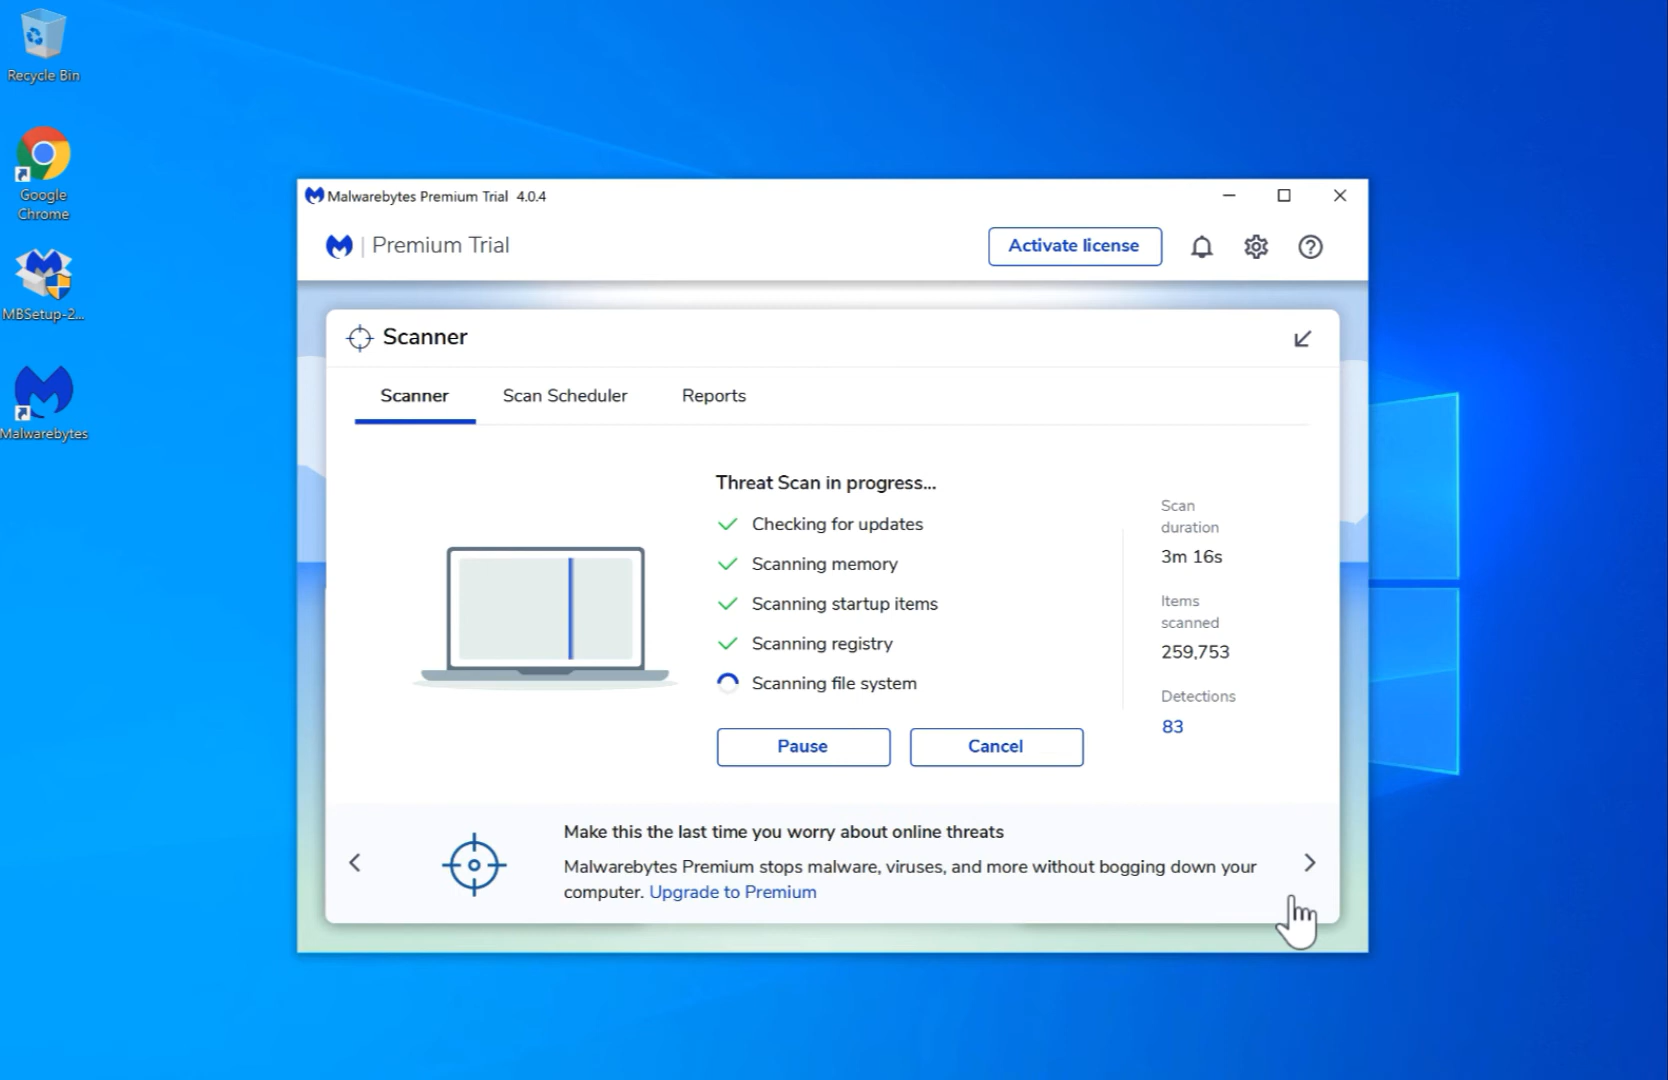 Recycle Bin
Google
Chrome
MBSetup-2...
Malwarebytes
Malwarebytes Premium Trial 4.0.4
Premium Trial
Activate license
Scanner
Scanner
Scan Scheduler
Reports
Threat Scan in progress...
Checking for updates
Scanning memory
Scanning startup items
Scanning registry
Scanning file system
Pause
Cancel
Scan
duration
3m 16s
Items
scanned
259,753
Detections
83
Make this the last time you worry about online threats
Malwarebytes Premium stops malware, viruses, and more without bogging down your
computer. Upgrade to Premium